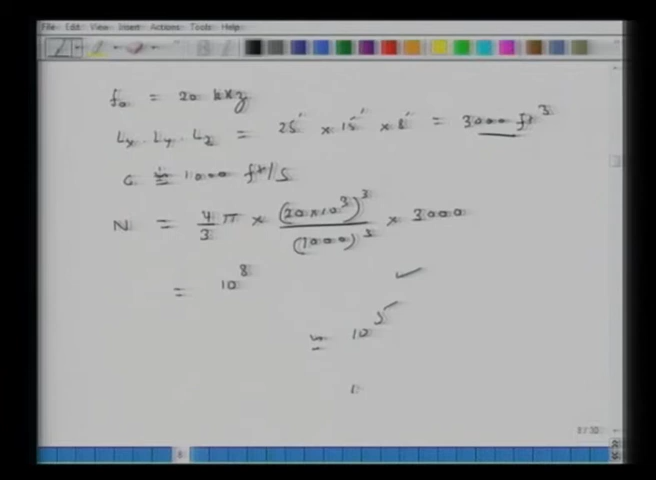 File Edit View Insert Actions Tools Help
f₀ = 20 kHz
Lx · Ly · Lz = 25' × 15' × 8' = 3000 ft³
c ≃ 1000 ft/s
N = 4/3 π × (20×10³)³/(1000)³ × 3000
= 10⁸
≃ 10⁵